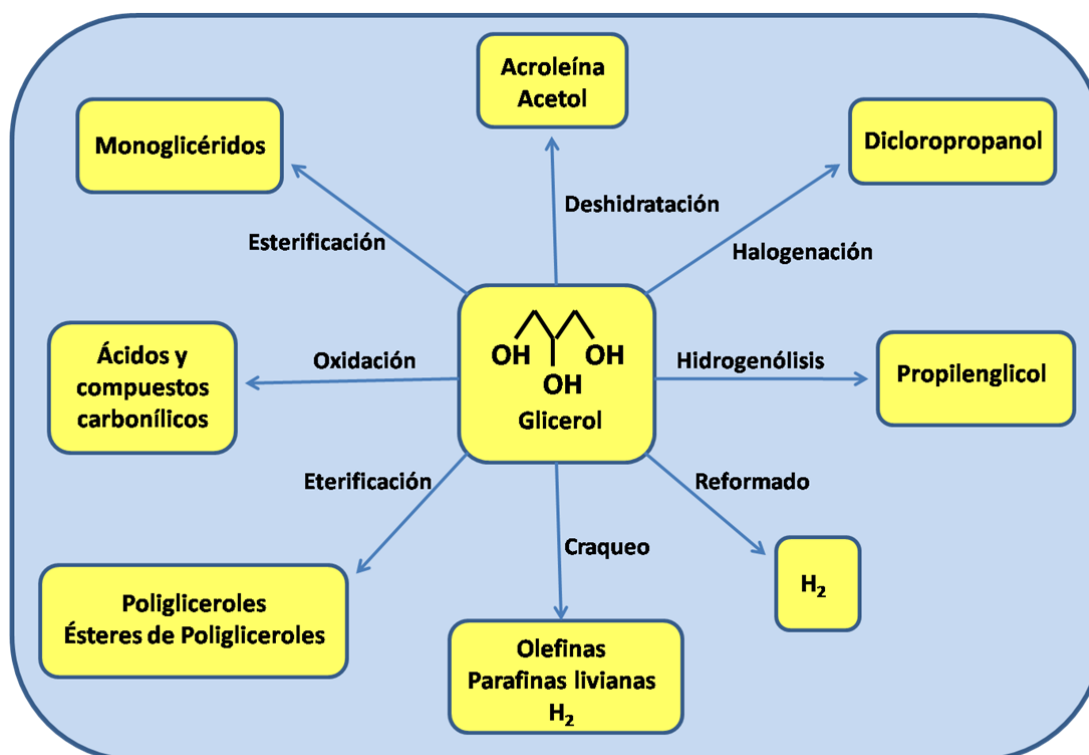 Acroleína
Acetol
Monoglicéridos
Dicloropropanol
Deshidratación
Esterificación
Halogenación
OH
OH
OH
Glicerol
Ácidos y
compuestos
carbonílicos
Oxidación
Hidrogenólisis
Propilenglicol
Eterificación
Reformado
Craqueo
H₂
Poligliceroles
Ésteres de Poligliceroles
Olefinas
Parafinas livianas
H₂